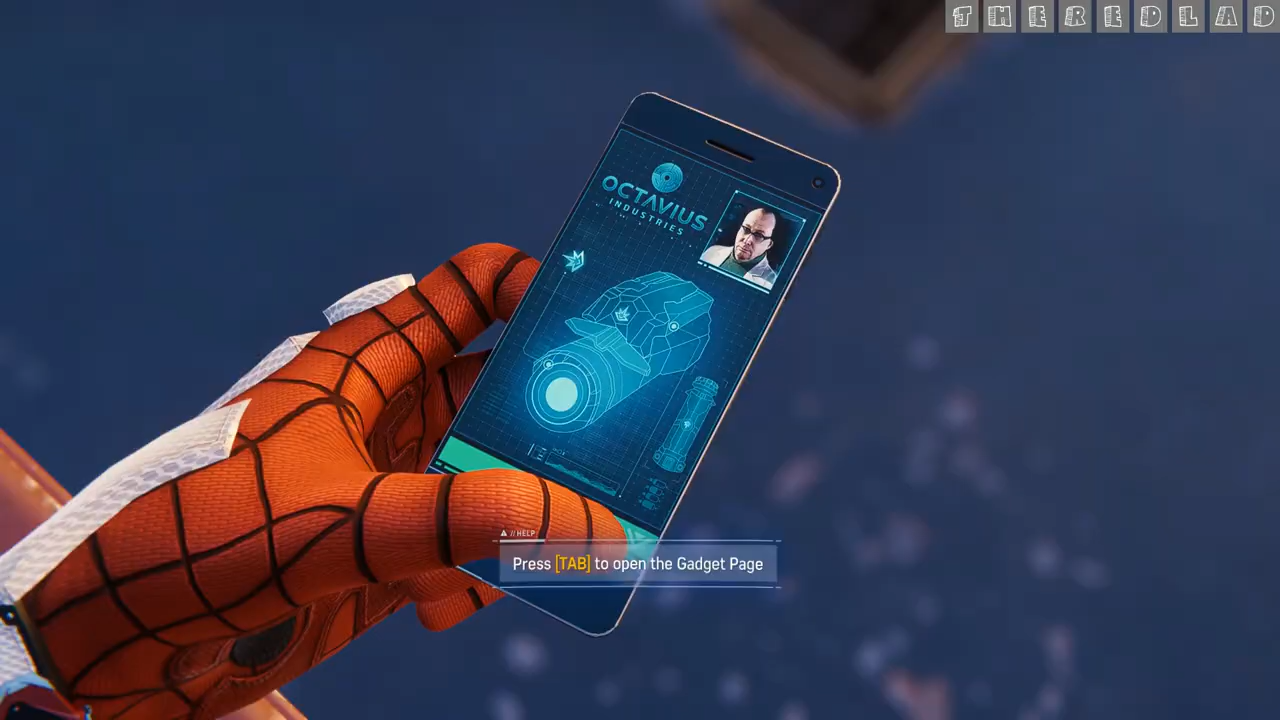 THEREDLAD
OCTAVIUS
INDUSTRIES
// HELP
Press [TAB] to open the Gadget Page